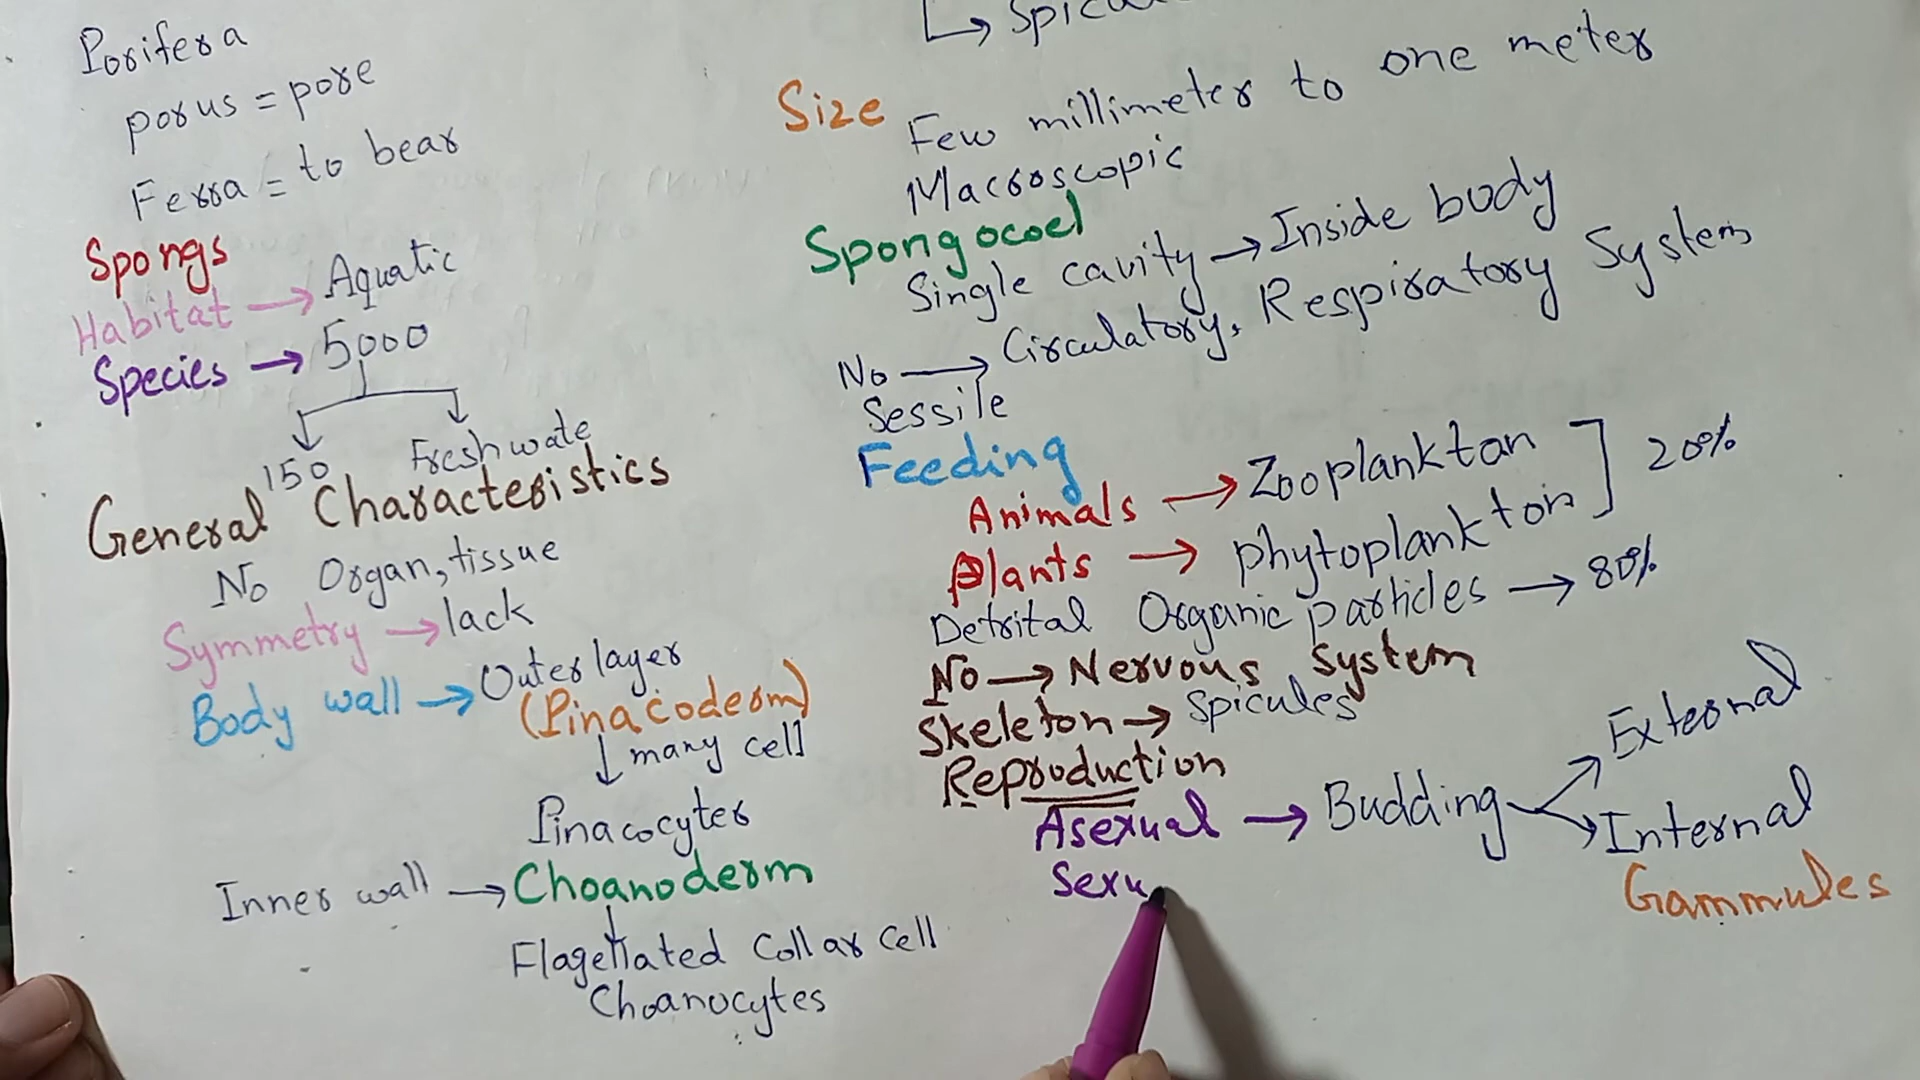 Porifera
porus = pore
Ferra = to bear
Spongs
Habitat → Aquatic
Species → 5000
150 Freshwate
General Characteristics
No Organ, tissue
Symmetry → lack
Body wall → Outer layer
(Pinacoderm)
↓ many cell
Pinacocytes
Inner wall → Choanoderm
Flagellated Collar Cell
Choanocytes
Size
Few millimeter to one meter
Macroscopic
Spongocoel
Single cavity → Inside body
No → Circulatory, Respiratory System
Sessile
Feeding
Animals → Zooplanktan ] 20%
Plants → Phytoplankton
Detrital Organic particles → 80%
No → Nervous System
Skeleton → Spicules
Reproduction
Asexual → Budding
External
Internal
Gammules
Sexu